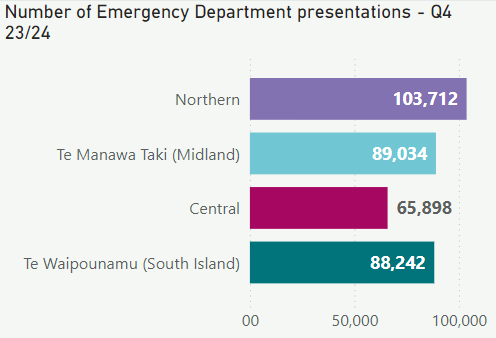 Number of Emergency Department presentations - Q4
23/24
Northern 103,712
Te Manawa Taki (Midland) 89,034
Central 65,898
Te Waipounamu (South Island) 88,242
00 50,000 100,000